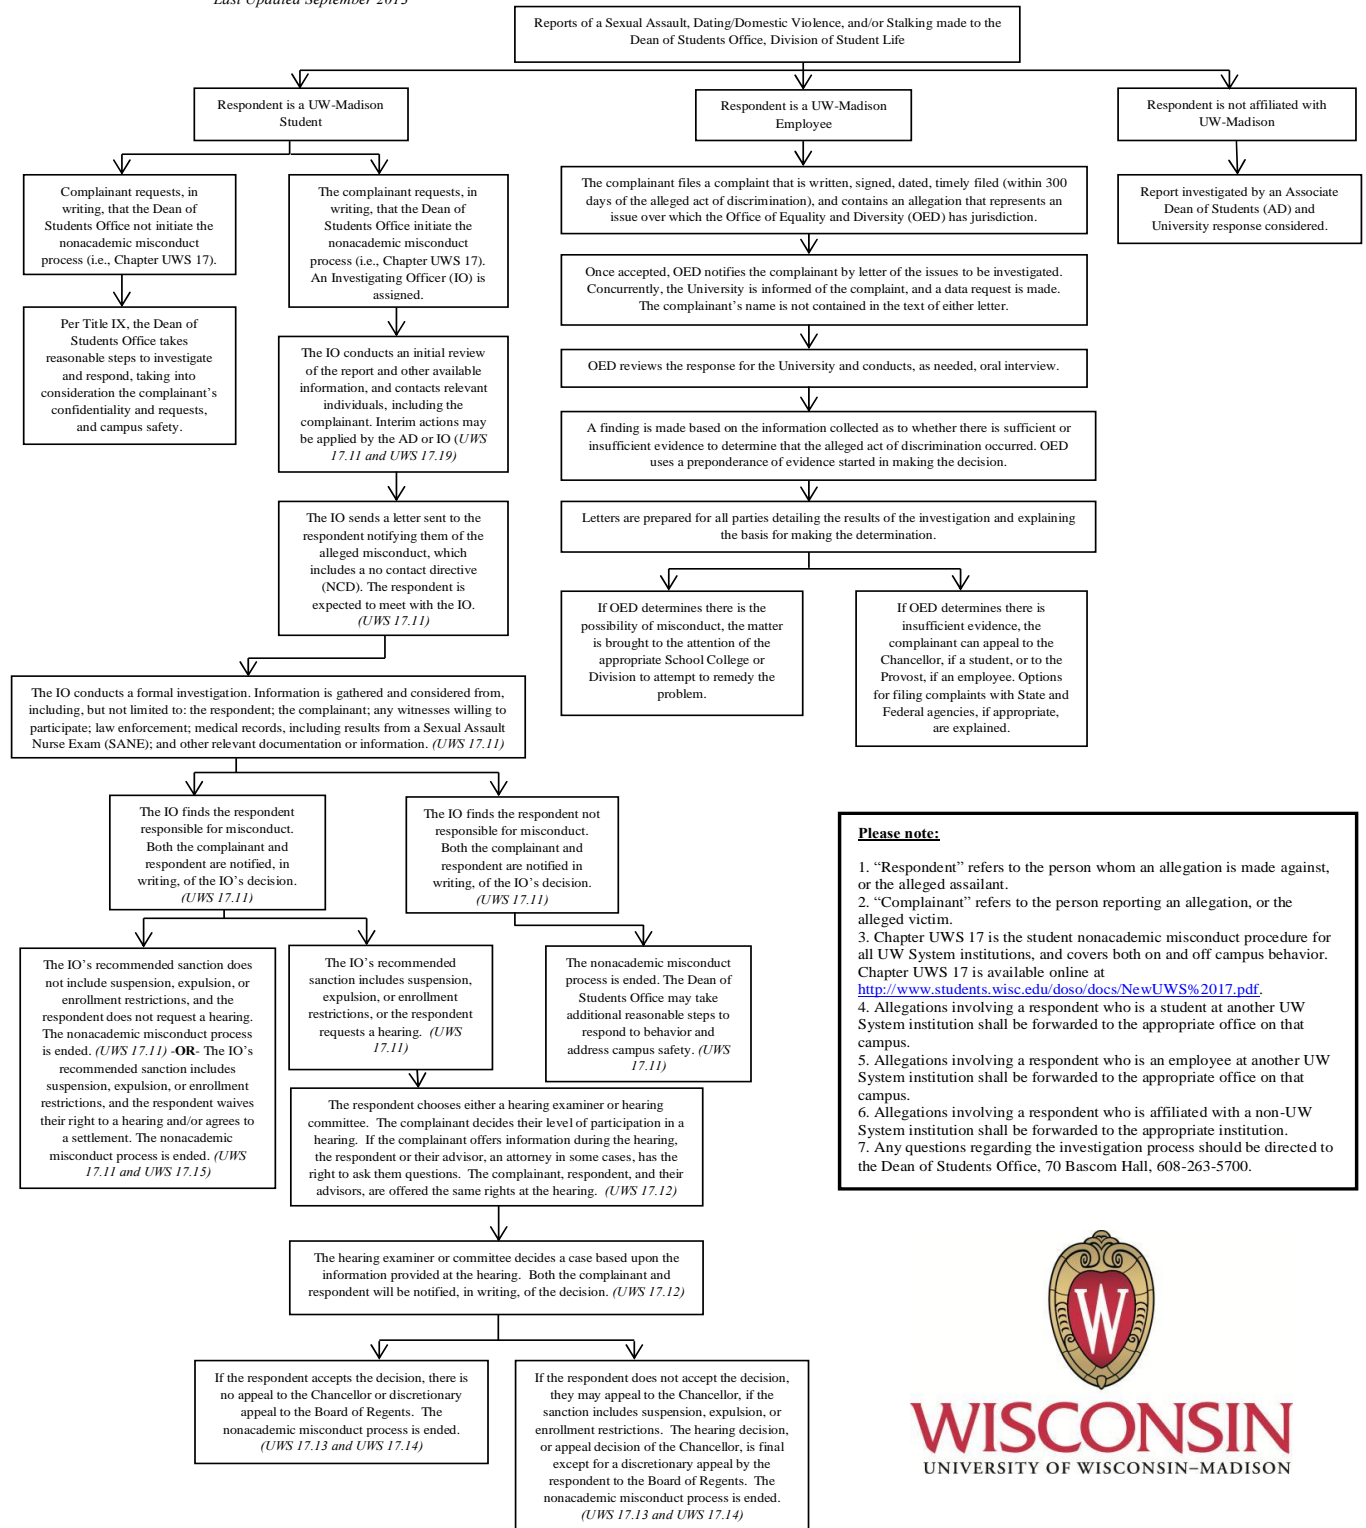 Last Updated September 2015
Reports of a Sexual Assault, Dating/Domestic Violence, and/or Stalking made to the
Dean of Students Office, Division of Student Life
Respondent is a UW-Madison
Student
Respondent is a UW-Madison
Employee
Respondent is not affiliated with
UW-Madison
Complainant requests, in
writing, that the Dean of
Students Office not initiate the
nonacademic misconduct
process (i.e., Chapter UWS 17).
The complainant requests, in
writing, that the Dean of
Students Office initiate the
nonacademic misconduct
process (i.e., Chapter UWS 17).
An Investigating Officer (IO) is
assigned.
The complainant files a complaint that is written, signed, dated, timely filed (within 300
days of the alleged act of discrimination), and contains an allegation that represents an
issue over which the Office of Equality and Diversity (OED) has jurisdiction.
Report investigated by an Associate
Dean of Students (AD) and
University response considered.
Once accepted, OED notifies the complainant by letter of the issues to be investigated.
Concurrently, the University is informed of the complaint, and a data request is made.
The complainant's name is not contained in the text of either letter.
Per Title IX, the Dean of
Students Office takes
reasonable steps to investigate
and respond, taking into
consideration the complainant's
confidentiality and requests,
and campus safety.
The IO conducts an initial review
of the report and other available
information, and contacts relevant
individuals, including the
complainant. Interim actions may
be applied by the AD or IO (UWS
17.11 and UWS 17.19)
OED reviews the response for the University and conducts, as needed, oral interview.
A finding is made based on the information collected as to whether there is sufficient or
insufficient evidence to determine that the alleged act of discrimination occurred. OED
uses a preponderance of evidence started in making the decision.
The IO sends a letter sent to the
respondent notifying them of the
alleged misconduct, which
includes a no contact directive
(NCD). The respondent is
expected to meet with the IO.
(UWS 17.11)
Letters are prepared for all parties detailing the results of the investigation and explaining
the basis for making the determination.
If OED determines there is the
possibility of misconduct, the matter
is brought to the attention of the
appropriate School College or
Division to attempt to remedy the
problem.
If OED determines there is
insufficient evidence, the
complainant can appeal to the
Chancellor, if a student, or to the
Provost, if an employee. Options
for filing complaints with State and
Federal agencies, if appropriate,
are explained.
The IO conducts a formal investigation. Information is gathered and considered from,
including, but not limited to: the respondent; the complainant; any witnesses willing to
participate; law enforcement; medical records, including results from a Sexual Assault
Nurse Exam (SANE); and other relevant documentation or information. (UWS 17.11)
The IO finds the respondent
responsible for misconduct.
Both the complainant and
respondent are notified, in
writing, of the IO's decision.
(UWS 17.11)
The IO finds the respondent not
responsible for misconduct.
Both the complainant and
respondent are notified in
writing, of the IO's decision.
(UWS 17.11)
The IO's recommended sanction does
not include suspension, expulsion, or
enrollment restrictions, and the
respondent does not request a hearing.
The nonacademic misconduct process
is ended. (UWS 17.11) -OR- The IO's
recommended sanction includes
suspension, expulsion, or enrollment
restrictions, and the respondent waives
their right to a hearing and/or agrees to
a settlement. The nonacademic
misconduct process is ended. (UWS
17.11 and UWS 17.15)
The IO's recommended
sanction includes suspension,
expulsion, or enrollment
restrictions, or the respondent
requests a hearing. (UWS
17.11)
The nonacademic misconduct
process is ended. The Dean of
Students Office may take
additional reasonable steps to
respond to behavior and
address campus safety. (UWS
17.11)
The respondent chooses either a hearing examiner or hearing
committee. The complainant decides their level of participation in a
hearing. If the complainant offers information during the hearing,
the respondent or their advisor, an attorney in some cases, has the
right to ask them questions. The complainant, respondent, and their
advisors, are offered the same rights at the hearing. (UWS 17.12)
The hearing examiner or committee decides a case based upon the
information provided at the hearing. Both the complainant and
respondent will be notified, in writing, of the decision. (UWS 17.12)
If the respondent accepts the decision, there is
no appeal to the Chancellor or discretionary
appeal to the Board of Regents. The
nonacademic misconduct process is ended.
(UWS 17.13 and UWS 17.14)
If the respondent does not accept the decision,
they may appeal to the Chancellor, if the
sanction includes suspension, expulsion, or
enrollment restrictions. The hearing decision,
or appeal decision of the Chancellor, is final
except for a discretionary appeal by the
respondent to the Board of Regents. The
nonacademic misconduct process is ended.
(UWS 17.13 and UWS 17.14)
Please note:
1. “Respondent” refers to the person whom an allegation is made against,
or the alleged assailant.
2. “Complainant” refers to the person reporting an allegation, or the
alleged victim.
3. Chapter UWS 17 is the student nonacademic misconduct procedure for
all UW System institutions, and covers both on and off campus behavior.
Chapter UWS 17 is available online at
http://www.students.wisc.edu/doso/docs/NewUWS%2017.pdf.
4. Allegations involving a respondent who is a student at another UW
System institution shall be forwarded to the appropriate office on that
campus.
5. Allegations involving a respondent who is an employee at another UW
System institution shall be forwarded to the appropriate office on that
campus.
6. Allegations involving a respondent who is affiliated with a non-UW
System institution shall be forwarded to the appropriate institution.
7. Any questions regarding the investigation process should be directed to
the Dean of Students Office, 70 Bascom Hall, 608-263-5700.
W
WISCONSIN
UNIVERSITY OF WISCONSIN–MADISON